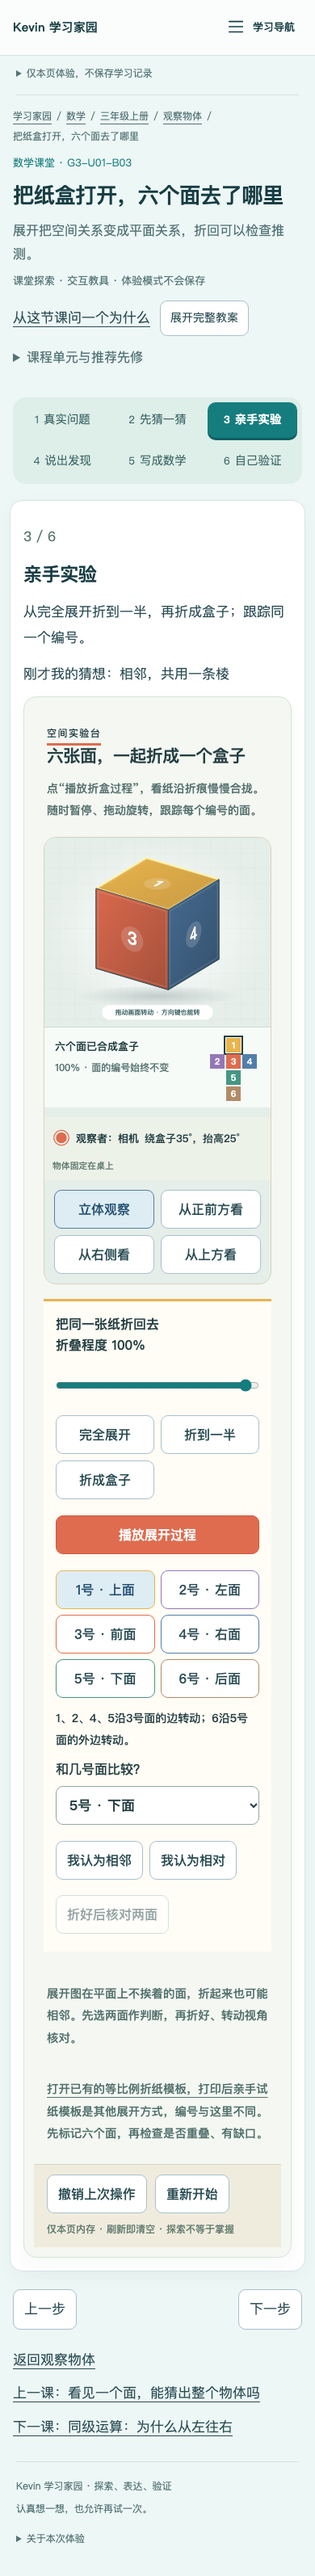 Kevin 学习家园
学习导航
仅本页体验，不保存学习记录
学习家园 / 数学 / 三年级上册 / 观察物体 /
把纸盒打开，六个面去了哪里
数学课堂 · G3-U01-B03
把纸盒打开，六个面去了哪里
展开把空间关系变成平面关系，折回可以检查推
测。
课堂探索 · 交互教具 · 体验模式不会保存
从这节课问一个为什么
展开完整教案
课程单元与推荐先修
1 真实问题
2 先猜一猜
3 亲手实验
4 说出发现
5 写成数学
6 自己验证
3 / 6
亲手实验
从完全展开折到一半，再折成盒子；跟踪同
一个编号。
刚才我的猜想：相邻，共用一条棱
空间实验台
六张面，一起折成一个盒子
点“播放折盒过程”，看纸沿折痕慢慢合拢。
随时暂停、拖动旋转，跟踪每个编号的面。
1
3
4
拖动画面转动 · 方向键也能转
六个面已合成盒子
100% · 面的编号始终不变
1
2 3 4
5
6
观察者：相机 绕盒子35°，抬高25°
物体固定在桌上
立体观察
从正前方看
从右侧看
从上方看
把同一张纸折回去
折叠程度 100%
完全展开
折到一半
折成盒子
播放展开过程
1号 · 上面
2号 · 左面
3号 · 前面
4号 · 右面
5号 · 下面
6号 · 后面
1、2、4、5沿3号面的边转动；6沿5号
面的外边转动。
和几号面比较?
5号 · 下面
我认为相邻
我认为相对
折好后核对两面
展开图在平面上不挨着的面，折起来也可能
相邻。先选两面作判断，再折好、转动视角
核对。
打开已有的等比例折纸模板，打印后亲手试
纸模板是其他展开方式，编号与这里不同。
先标记六个面，再检查是否重叠、有缺口。
撤销上次操作
重新开始
仅本页内存 · 刷新即清空 · 探索不等于掌握
上一步
下一步
返回观察物体
上一课：看见一个面，能猜出整个物体吗
下一课：同级运算：为什么从左往右
Kevin 学习家园 · 探索、表达、验证
认真想一想，也允许再试一次。
关于本次体验